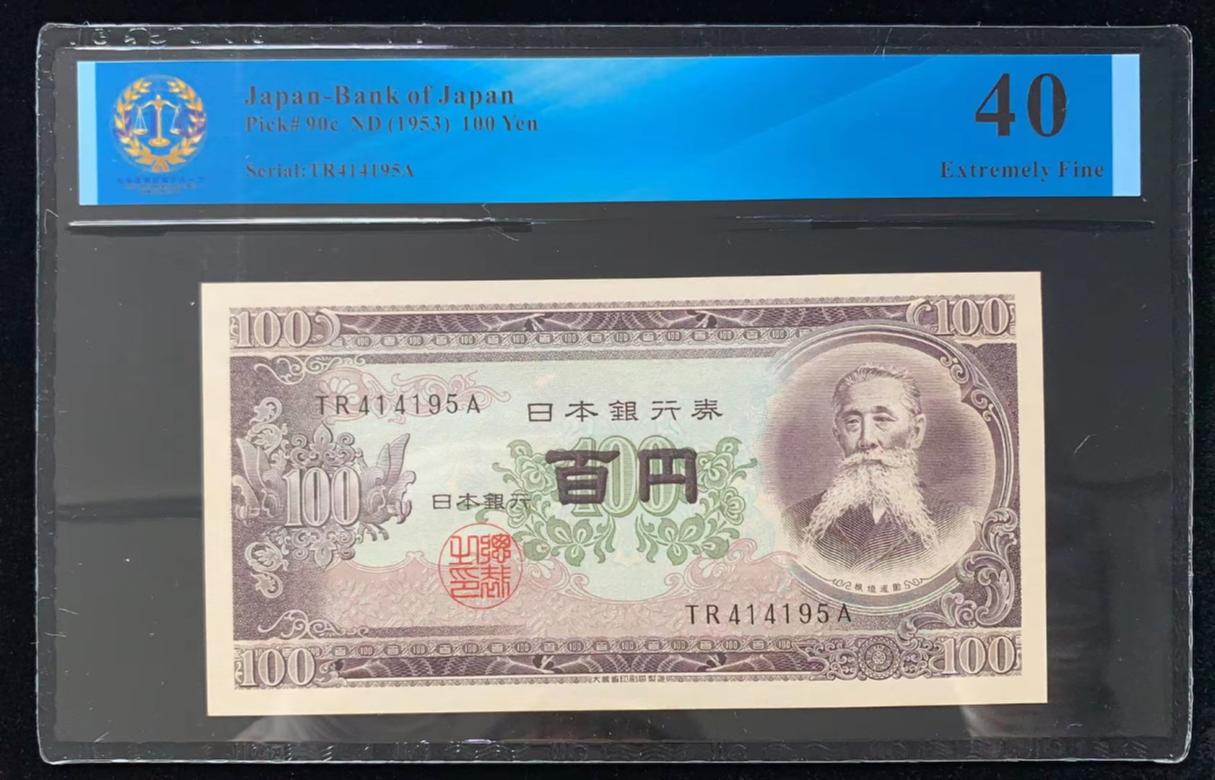 Japan-Bank of Japan
Pick# 90c ND (1953) 100 Yen
Serial:TR414195A
40
Extremely Fine
100
100
TR414195A
日本銀行券
100
百円
100
日本銀行
TR414195A
100
100